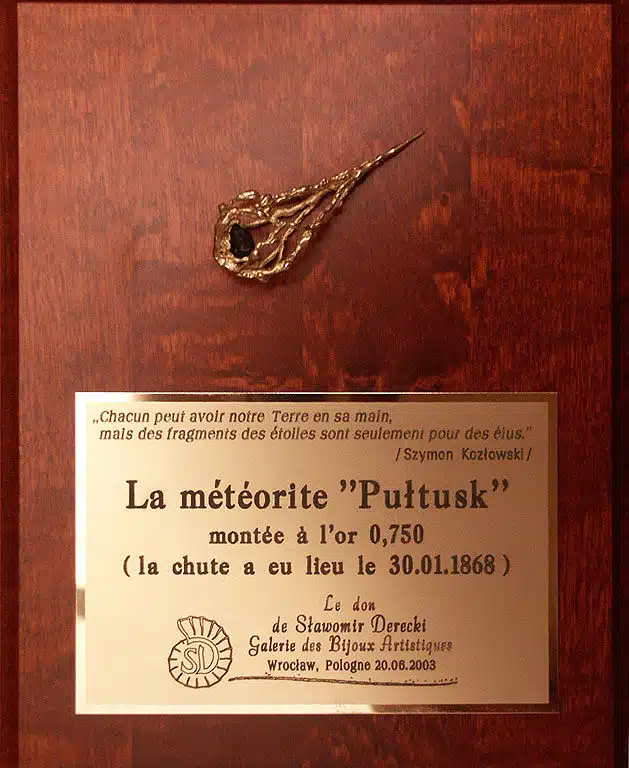 „Chacun peut avoir notre Terre en sa main,
mais des fragments des étoiles sont seulement pour des élus."
/Szymon Kozłowski/
La météorite "Pułtusk"
montée à l'or 0,750
( la chute a eu lieu le 30.01.1868 )
Le don
de Sławomir Derecki
Galerie des Bijoux Artistiques
Wrocław, Pologne 20.06.2003
SD